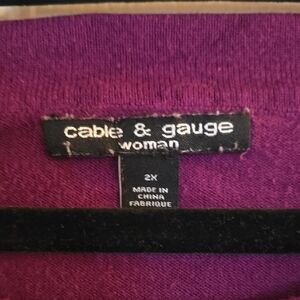 cable & gauge
woman
2X
MADE IN
CHINA
FABRIQUE